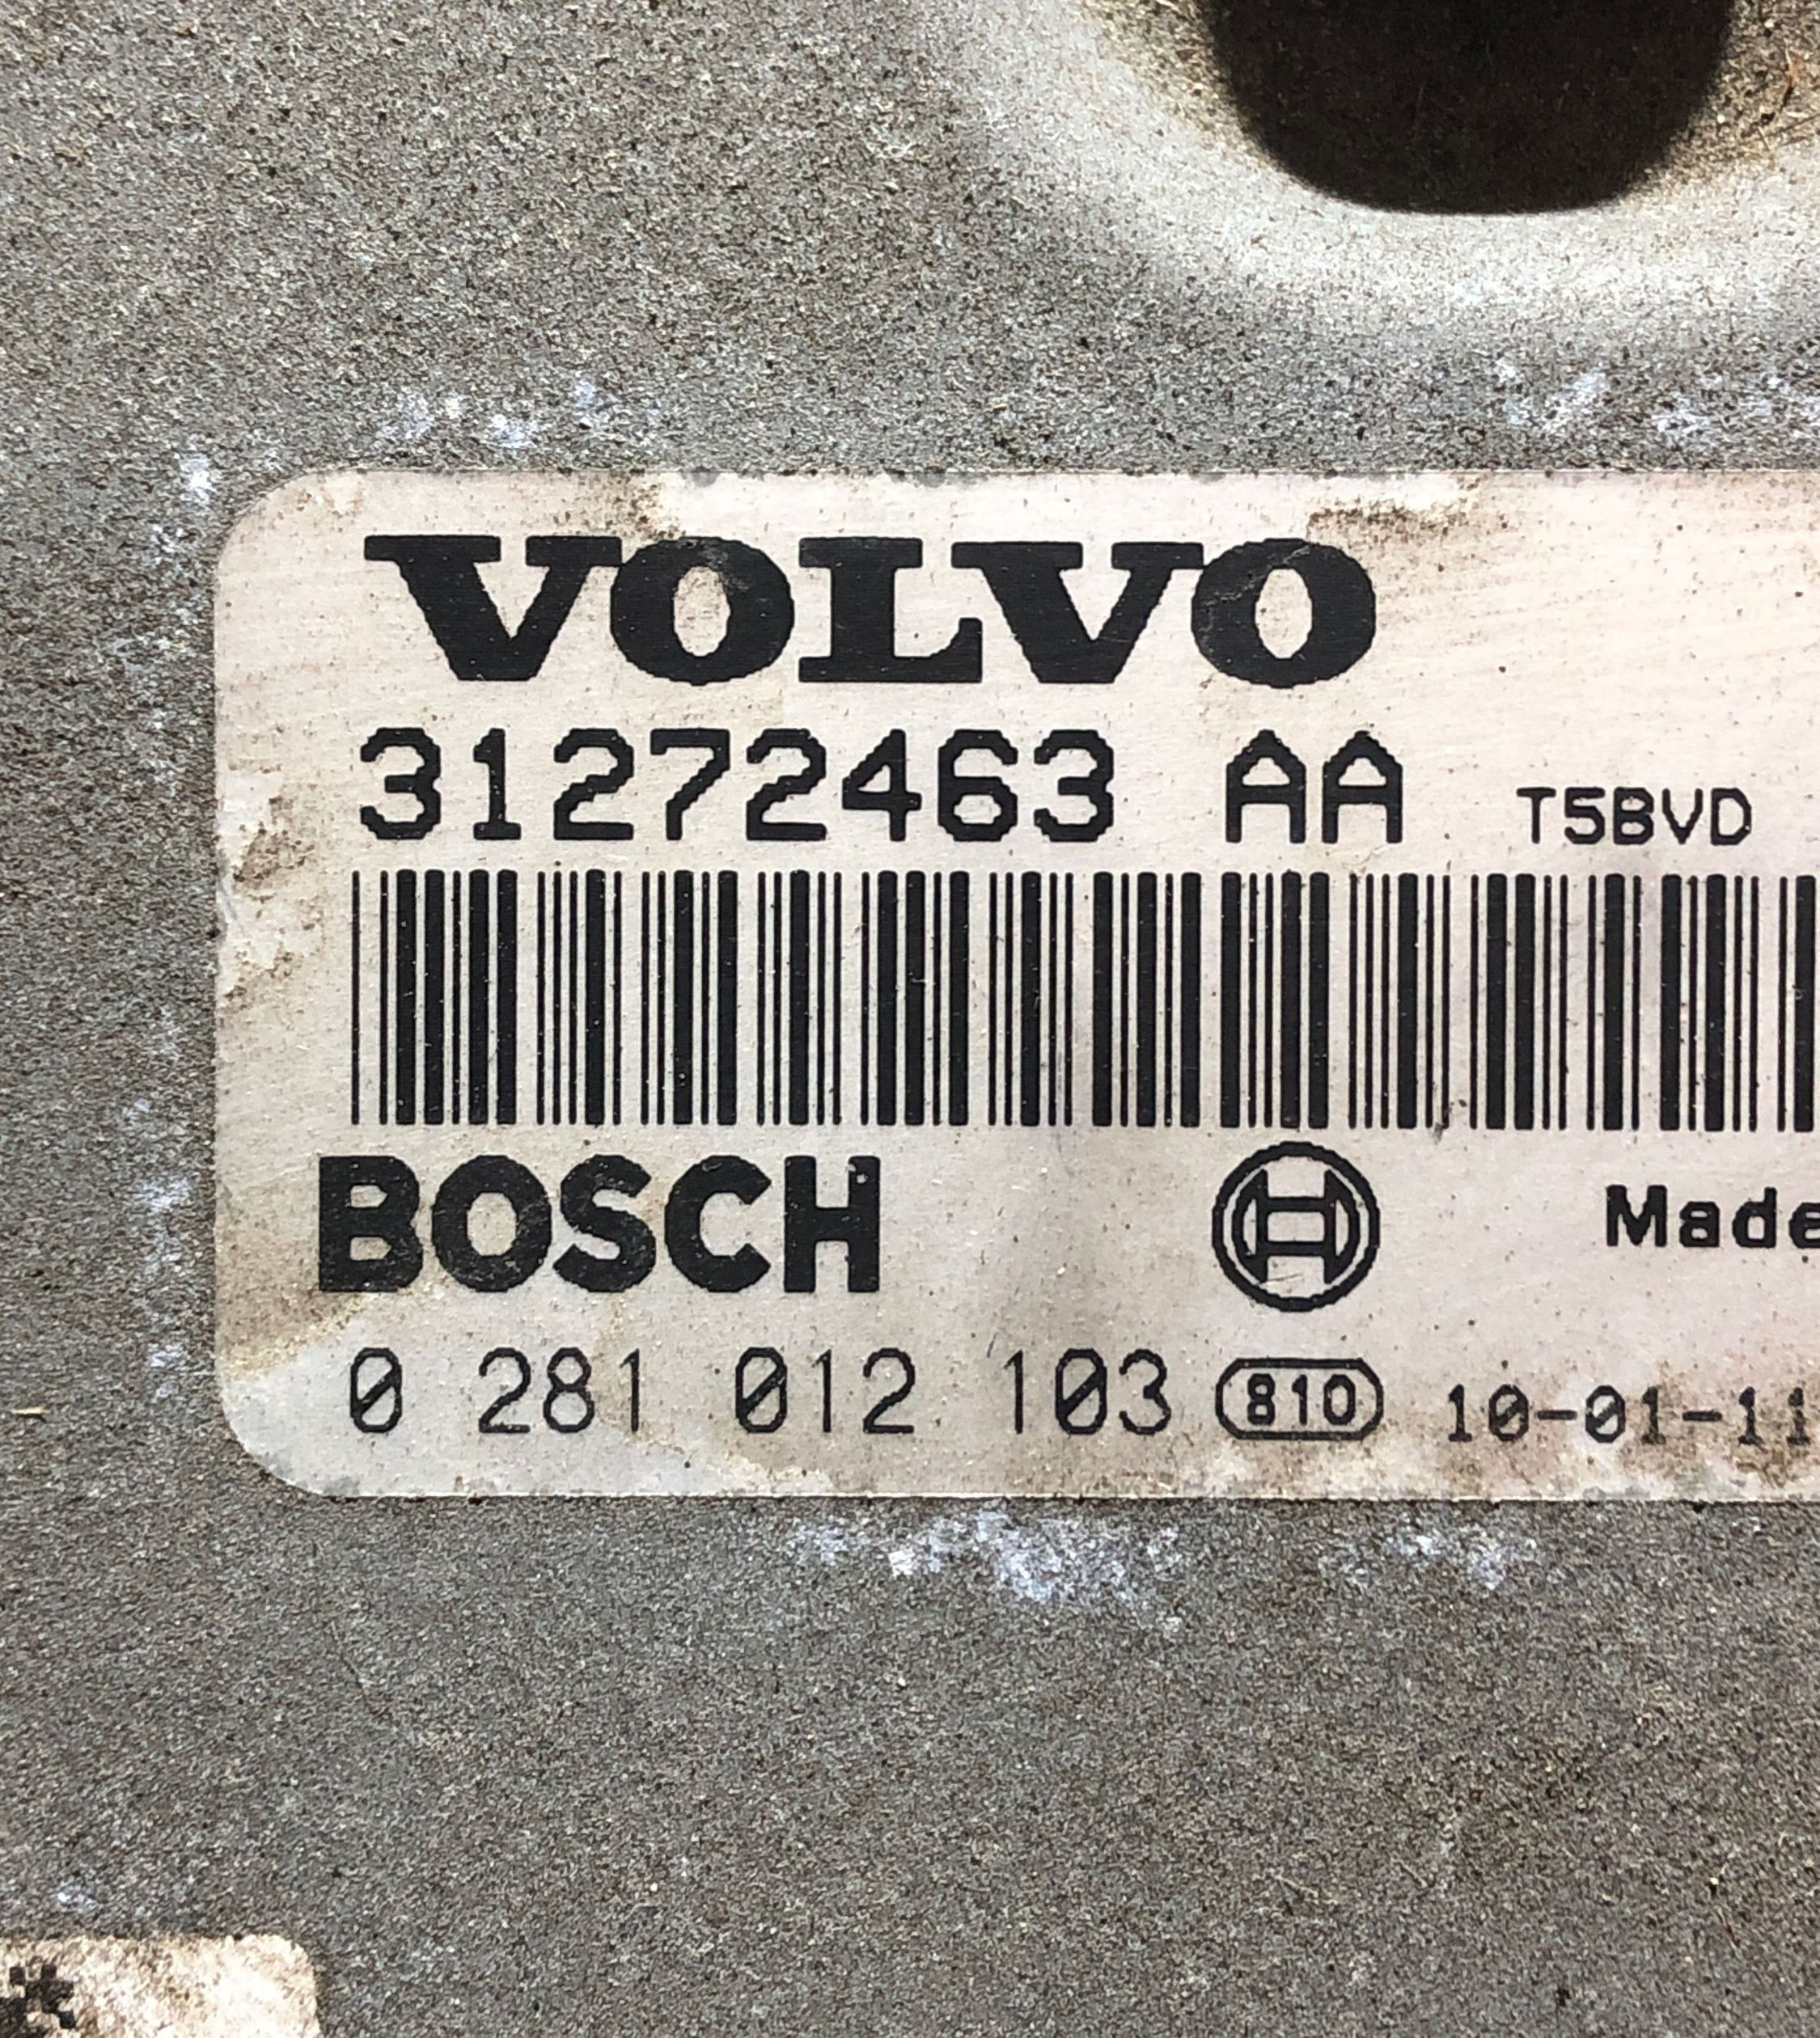 VOLVO
31272463 AA T5BVD
BOSCH Made
0 281 012 103 810 10-01-11